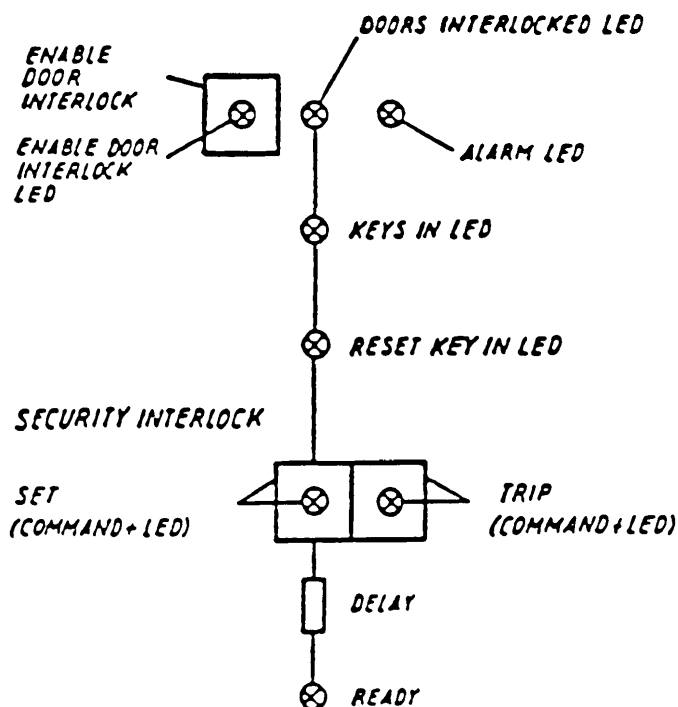 DOORS INTERLOCKED LED
ENABLE
DOOR
INTERLOCK
ENABLE DOOR
INTERLOCK
LED
ALARM LED
KEYS IN LED
RESET KEY IN LED
SECURITY INTERLOCK
SET
(COMMAND+LED)
TRIP
(COMMAND+LED)
DELAY
READY